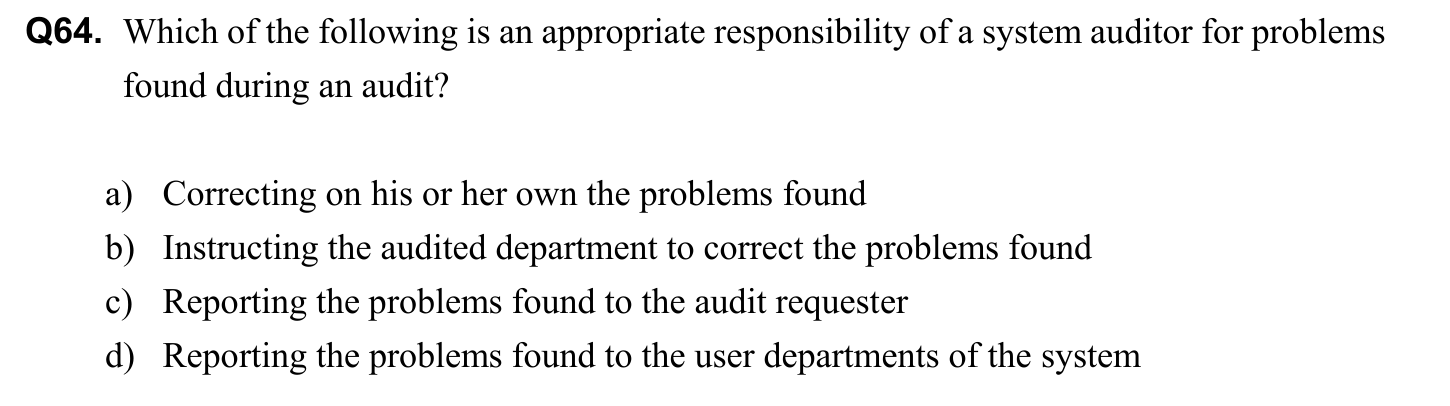 Q64. Which of the following is an appropriate responsibility of a system auditor for problems
found during an audit?
a) Correcting on his or her own the problems found
b) Instructing the audited department to correct the problems found
c) Reporting the problems found to the audit requester
d) Reporting the problems found to the user departments of the system